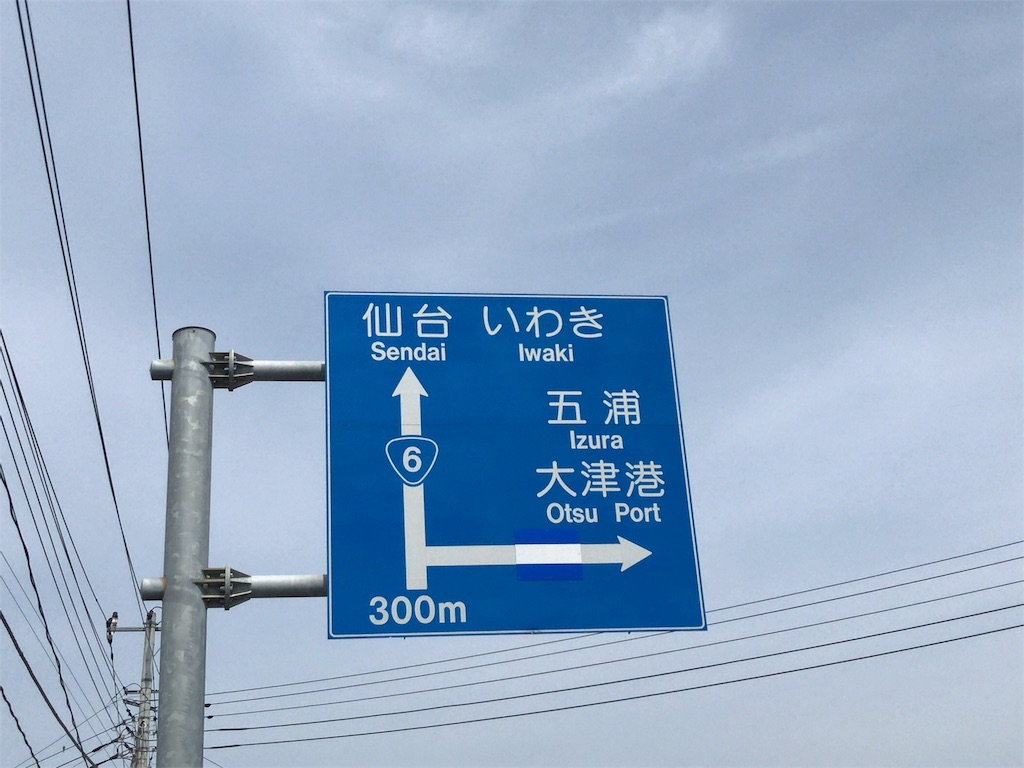 仙台 いわき
Sendai Iwaki
五浦
Izura
大津港
Otsu Port
6
300m